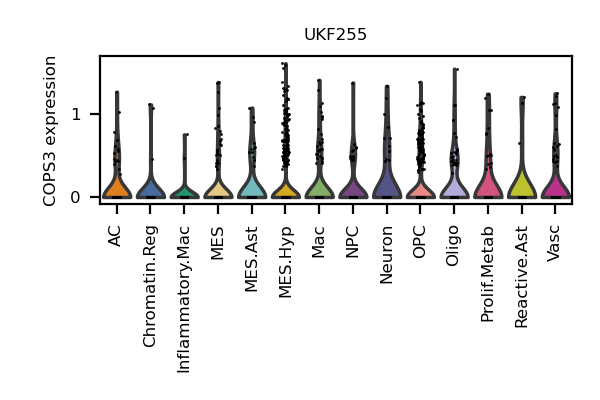 UKF255
COPS3 expression
1
0
AC
Chromatin.Reg
Inflammatory.Mac
MES
MES.Ast
MES.Hyp
Mac
NPC
Neuron
OPC
Oligo
Prolif.Metab
Reactive.Ast
Vasc